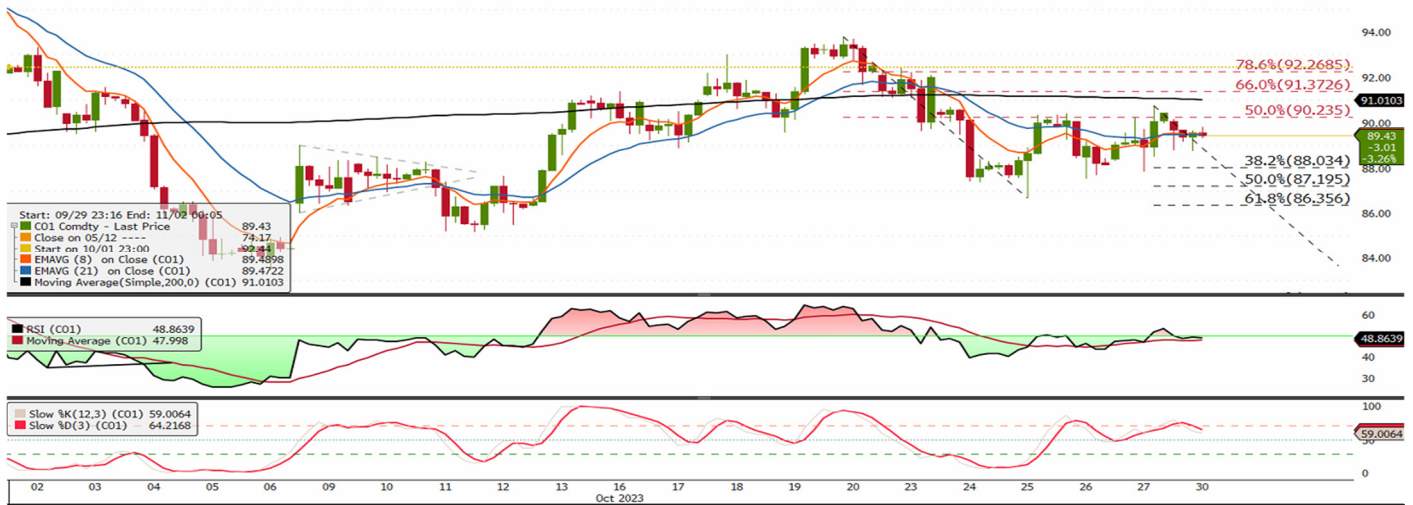 94.00
78.6%(92.2685)
92.00
66.0%(91.3726)
91.0103
50.0%(90.235)
90.00
89.43
-3.01
-3.26%
38.2%(88.034)
88.00
50.0%(87.195)
61.8%(86.356)
86.00
84.00
Start: 09/29 23:16 End: 11/02 00:05
CO1 Comdty - Last Price 89.43
Close on 05/12 ---- 74.17
Start on 10/01 23:00 92.44
EMAVG (8) on Close (CO1) 89.4898
EMAVG (21) on Close (CO1) 89.4722
Moving Average(Simple,200,0) (CO1) 91.0103
RSI (CO1) 48.8639
Moving Average (CO1) 47.998
60
48.8639
40
30
Slow %K(12,3) (CO1) 59.0064
Slow %D(3) (CO1) 64.2168
100
59.0064
50
0
02 03 04 05 06 09 10 11 12 13 16 17 18 19 20 23 24 25 26 27 30
Oct 2023